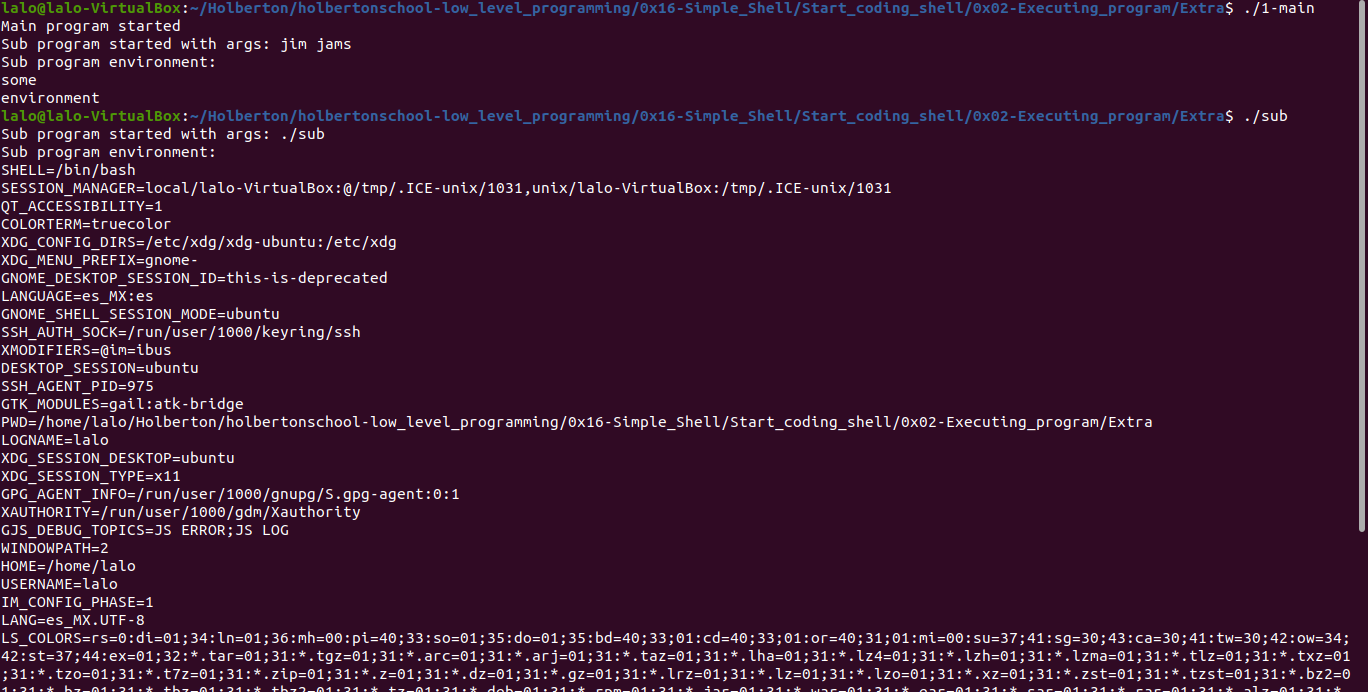 lalo@lalo-VirtualBox:~/Holberton/holbertonschool-low_level_programming/0x16-Simple_Shell/Start_coding_shell/0x02-Executing_program/Extra$ ./1-main
Main program started
Sub program started with args: jim jams
Sub program environment:
some
environment
lalo@lalo-VirtualBox:~/Holberton/holbertonschool-low_level_programming/0x16-Simple_Shell/Start_coding_shell/0x02-Executing_program/Extra$ ./sub
Sub program started with args: ./sub
Sub program environment:
SHELL=/bin/bash
SESSION_MANAGER=local/lalo-VirtualBox:@/tmp/.ICE-unix/1031,unix/lalo-VirtualBox:/tmp/.ICE-unix/1031
QT_ACCESSIBILITY=1
COLORTERM=truecolor
XDG_CONFIG_DIRS=/etc/xdg/xdg-ubuntu:/etc/xdg
XDG_MENU_PREFIX=gnome-
GNOME_DESKTOP_SESSION_ID=this-is-deprecated
LANGUAGE=es_MX:es
GNOME_SHELL_SESSION_MODE=ubuntu
SSH_AUTH_SOCK=/run/user/1000/keyring/ssh
XMODIFIERS=@im=ibus
DESKTOP_SESSION=ubuntu
SSH_AGENT_PID=975
GTK_MODULES=gail:atk-bridge
PWD=/home/lalo/Holberton/holbertonschool-low_level_programming/0x16-Simple_Shell/Start_coding_shell/0x02-Executing_program/Extra
LOGNAME=lalo
XDG_SESSION_DESKTOP=ubuntu
XDG_SESSION_TYPE=x11
GPG_AGENT_INFO=/run/user/1000/gnupg/S.gpg-agent:0:1
XAUTHORITY=/run/user/1000/gdm/Xauthority
GJS_DEBUG_TOPICS=JS ERROR;JS LOG
WINDOWPATH=2
HOME=/home/lalo
USERNAME=lalo
IM_CONFIG_PHASE=1
LANG=es_MX.UTF-8
LS_COLORS=rs=0:di=01;34:ln=01;36:mh=00:pi=40;33:so=01;35:do=01;35:bd=40;33;01:cd=40;33;01:or=40;31;01:mi=00:su=37;41:sg=30;43:ca=30;41:tw=30;42:ow=34;
42:st=37;44:ex=01;32:*.tar=01;31:*.tgz=01;31:*.arc=01;31:*.arj=01;31:*.taz=01;31:*.lha=01;31:*.lz4=01;31:*.lzh=01;31:*.lzma=01;31:*.tlz=01;31:*.txz=01
;31:*.tzo=01;31:*.t7z=01;31:*.zip=01;31:*.z=01;31:*.dz=01;31:*.gz=01;31:*.lrz=01;31:*.lz=01;31:*.lzo=01;31:*.xz=01;31:*.zst=01;31:*.tzst=01;31:*.bz2=0